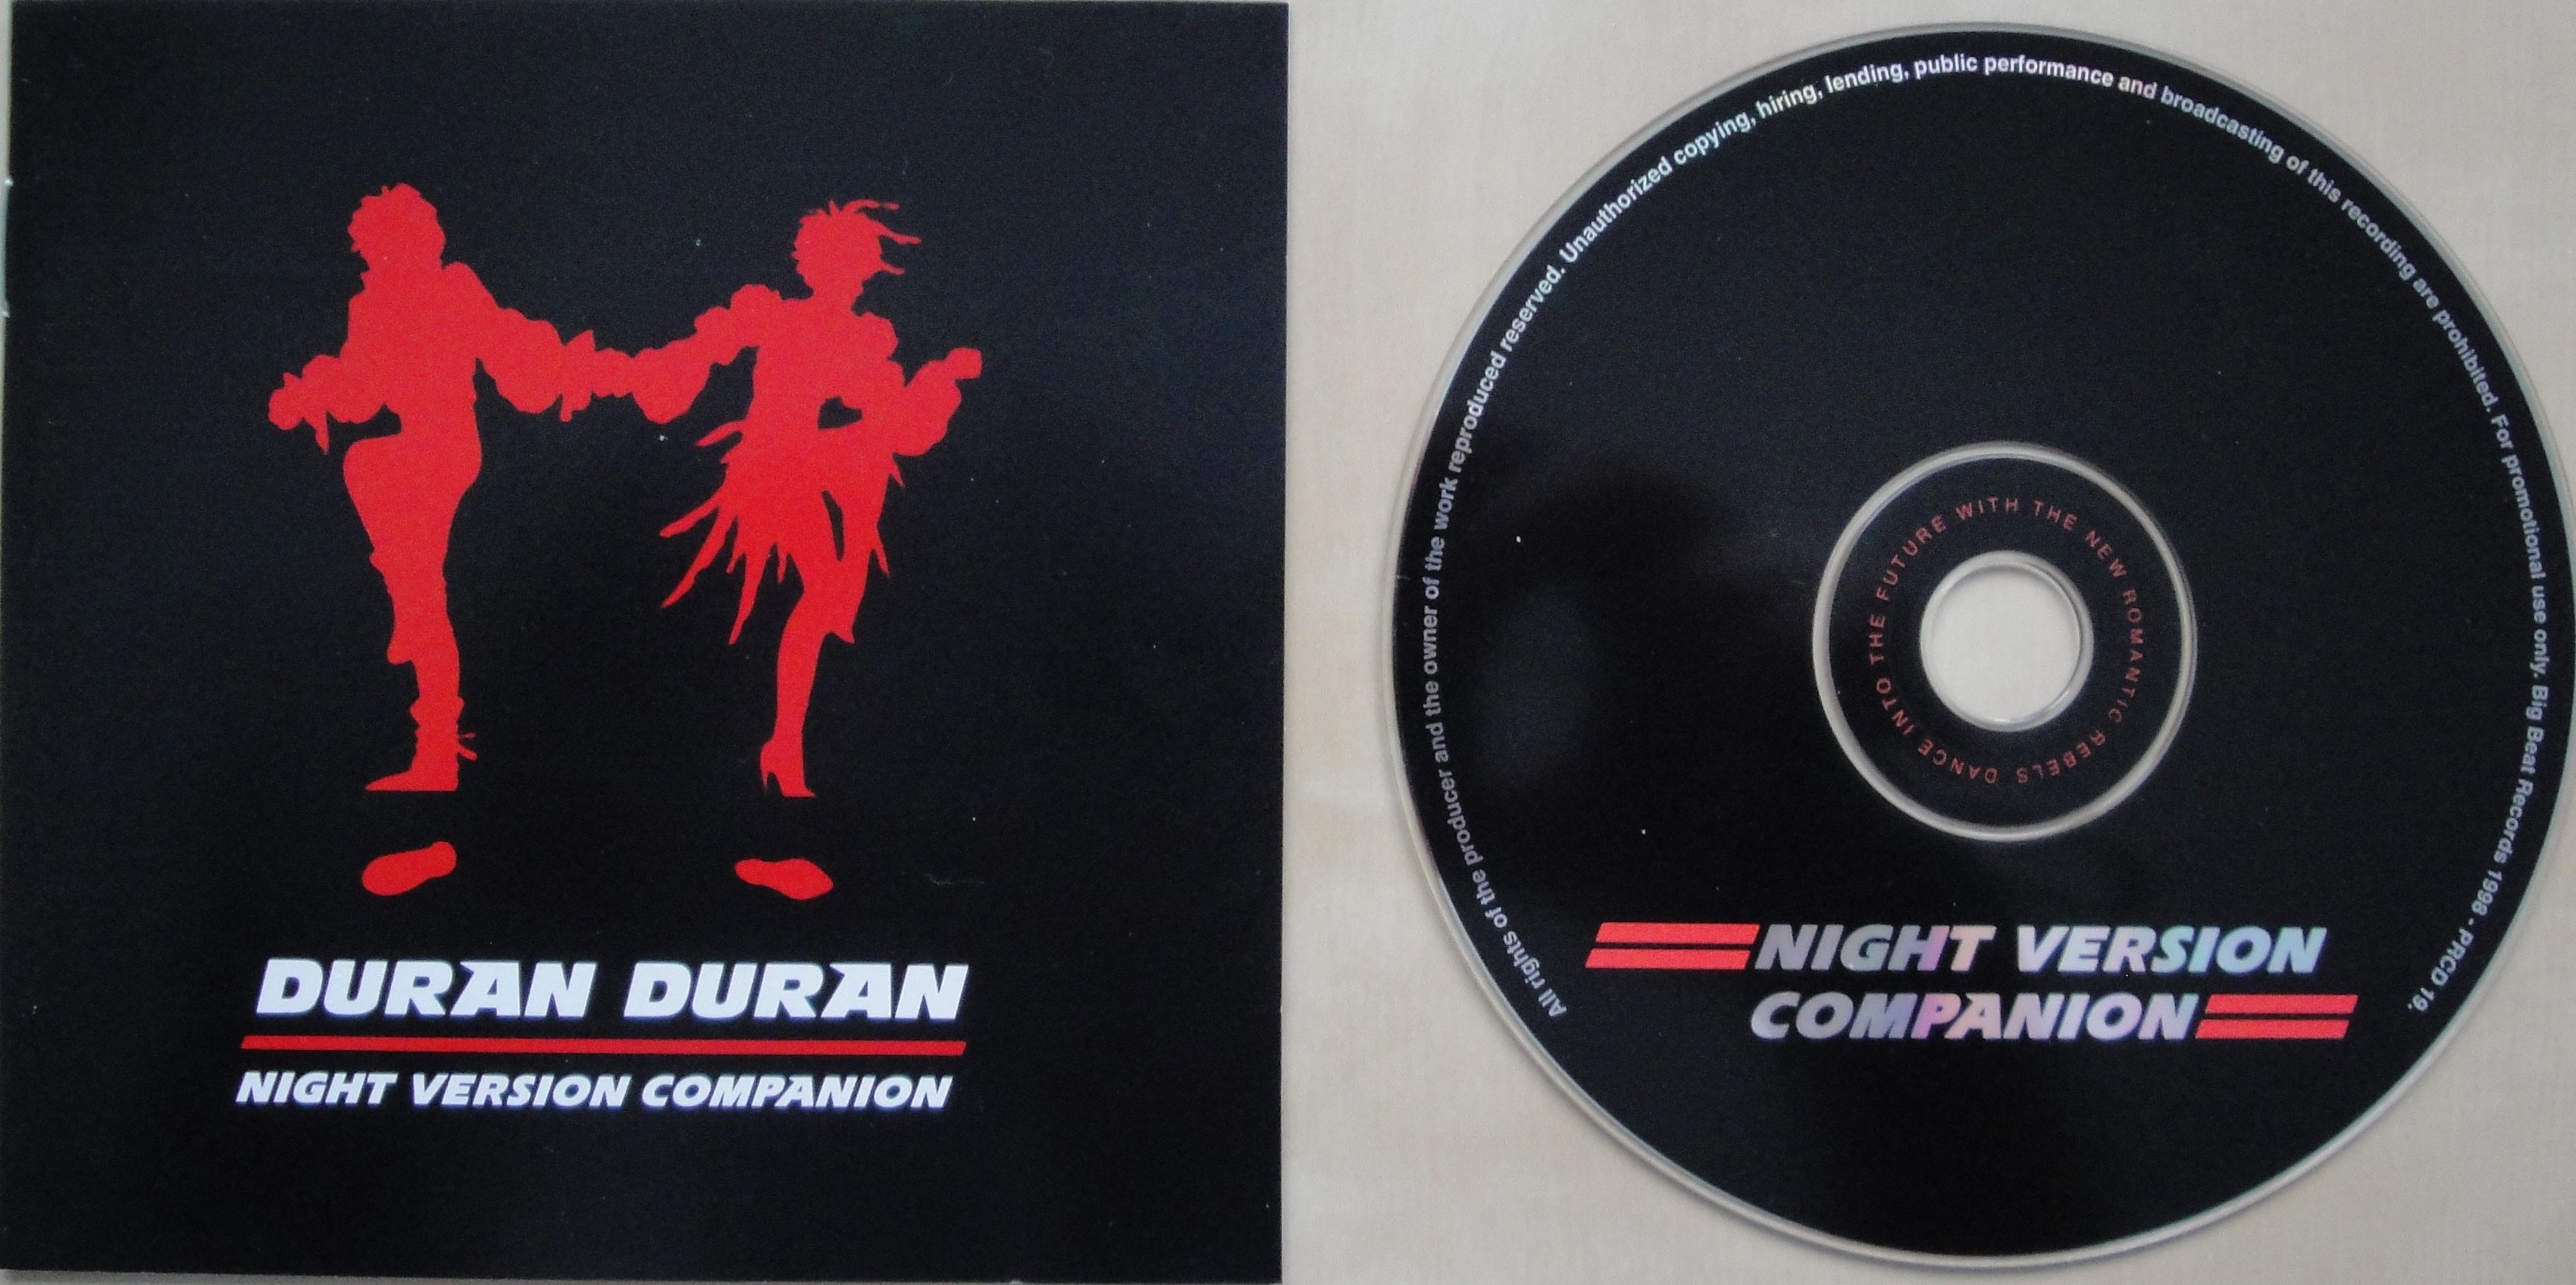 DURAN DURAN
NIGHT VERSION COMPANION
All rights of the producer and the owner of the work reproduced reserved. Unauthorized copying, hiring, lending, public performance and broadcasting of this recording are prohibited. For promotional use only. Big Beat Records 1998 - PRCD 19.
DANCE INTO THE FUTURE WITH THE NEW ROMANTIC REBELS
NIGHT VERSION
COMPANION